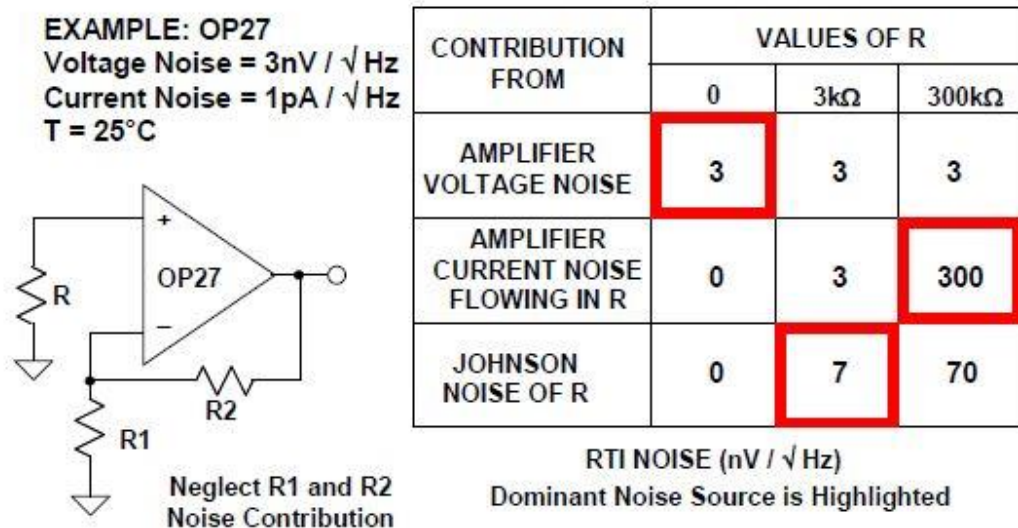 EXAMPLE: OP27
Voltage Noise = 3nV / √ Hz
Current Noise = 1pA / √ Hz
T = 25°C
+
OP27
–
R
R2
R1
Neglect R1 and R2
Noise Contribution
CONTRIBUTION
FROM
VALUES OF R
0 3kΩ 300kΩ
AMPLIFIER
VOLTAGE NOISE
3 3 3
AMPLIFIER
CURRENT NOISE
FLOWING IN R
0 3 300
JOHNSON
NOISE OF R
0 7 70
RTI NOISE (nV / √ Hz)
Dominant Noise Source is Highlighted